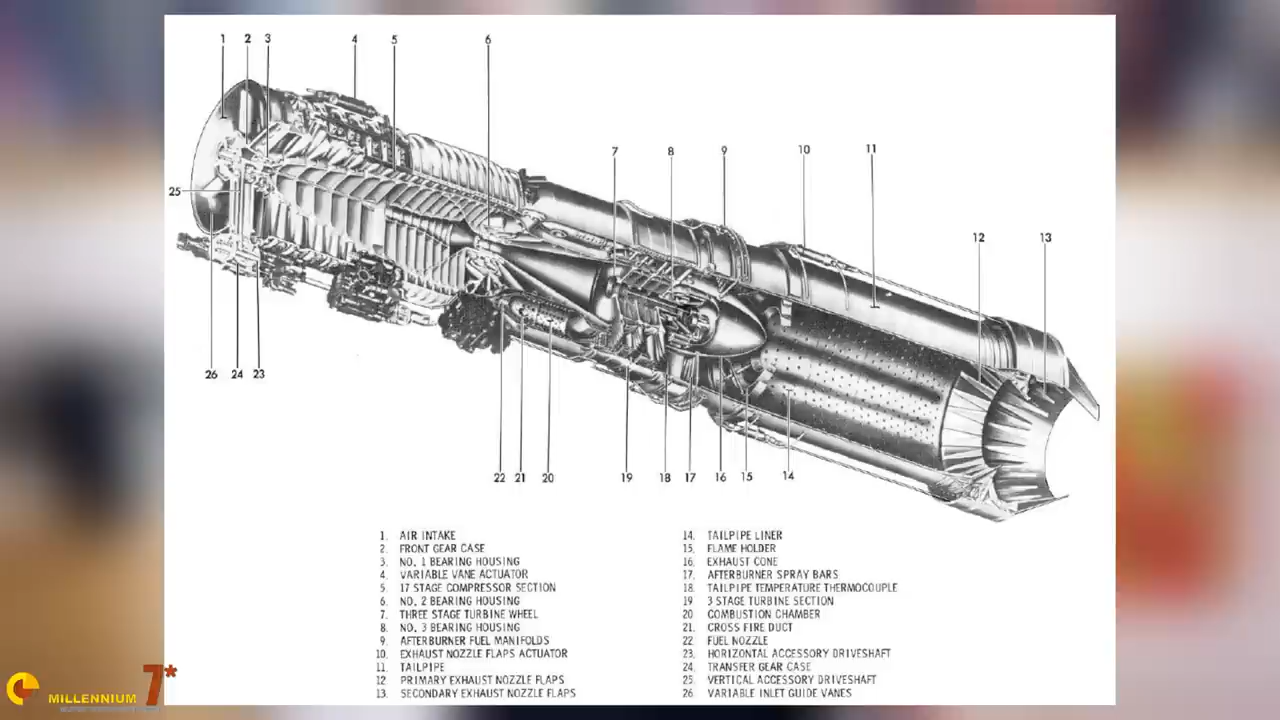 1 2 3 4 5 6
7 8 9 10 11
12 13
25
26 24 23
22 21 20 19 18 17 16 15 14
1. AIR INTAKE
2. FRONT GEAR CASE
3. NO. 1 BEARING HOUSING
4. VARIABLE VANE ACTUATOR
5. 17 STAGE COMPRESSOR SECTION
6. NO. 2 BEARING HOUSING
7. THREE STAGE TURBINE WHEEL
8. NO. 3 BEARING HOUSING
9. AFTERBURNER FUEL MANIFOLDS
10. EXHAUST NOZZLE FLAPS ACTUATOR
11. TAILPIPE
12. PRIMARY EXHAUST NOZZLE FLAPS
13. SECONDARY EXHAUST NOZZLE FLAPS
14. TAILPIPE LINER
15. FLAME HOLDER
16. EXHAUST CONE
17. AFTERBURNER SPRAY BARS
18. TAILPIPE TEMPERATURE THERMOCOUPLE
19 3 STAGE TURBINE SECTION
20 COMBUSTION CHAMBER
21. CROSS FIRE DUCT
22. FUEL NOZZLE
23. HORIZONTAL ACCESSORY DRIVESHAFT
24. TRANSFER GEAR CASE
25. VERTICAL ACCESSORY DRIVESHAFT
26 VARIABLE INLET GUIDE VANES
MILLENNIUM 7*